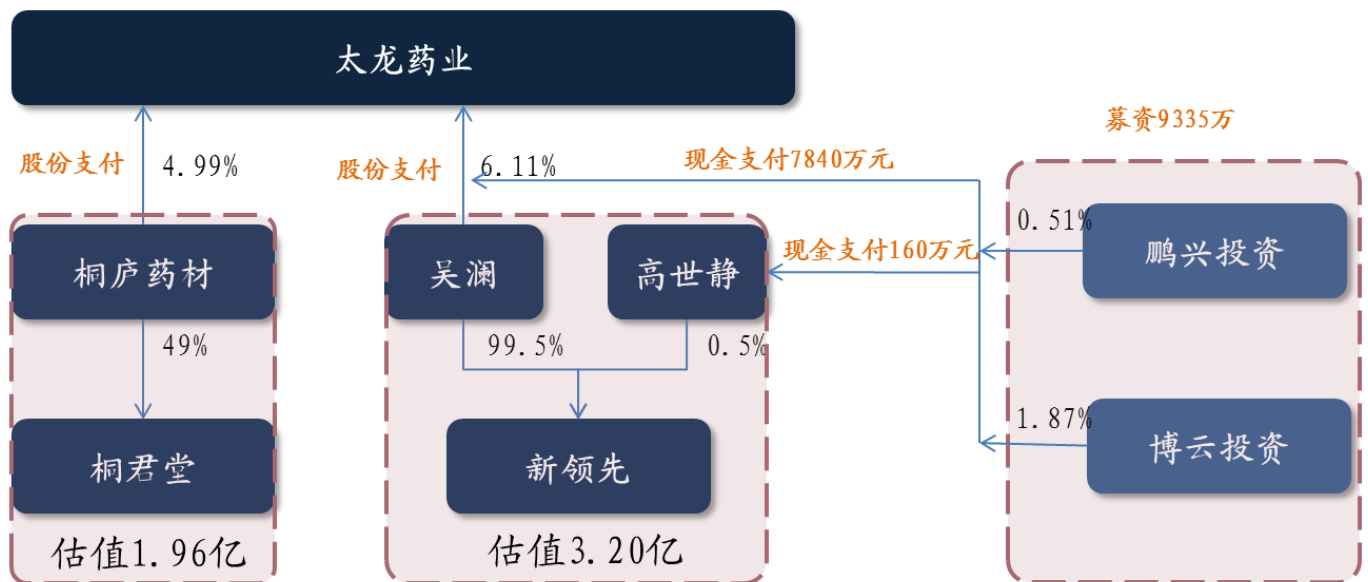 太龙药业
募资9335万
股份支付
4.99%
股份支付
6.11%
现金支付7840万元
桐庐药材
吴澜
高世静
现金支付160万元
0.51%
鹏兴投资
49%
99.5%
0.5%
桐君堂
新领先
1.87%
博云投资
估值1.96亿
估值3.20亿